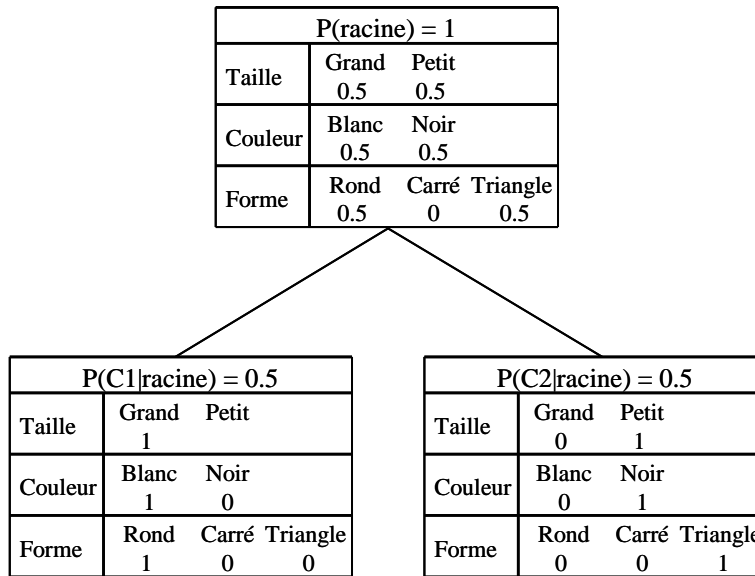 P(racine) = 1
Taille
Grand Petit
0.5 0.5
Couleur
Blanc Noir
0.5 0.5
Forme
Rond Carré Triangle
0.5 0 0.5
P(C1|racine) = 0.5
Taille
Grand Petit
1
Couleur
Blanc Noir
1 0
Forme
Rond Carré Triangle
1 0 0
P(C2|racine) = 0.5
Taille
Grand Petit
0 1
Couleur
Blanc Noir
0 1
Forme
Rond Carré Triangle
0 0 1